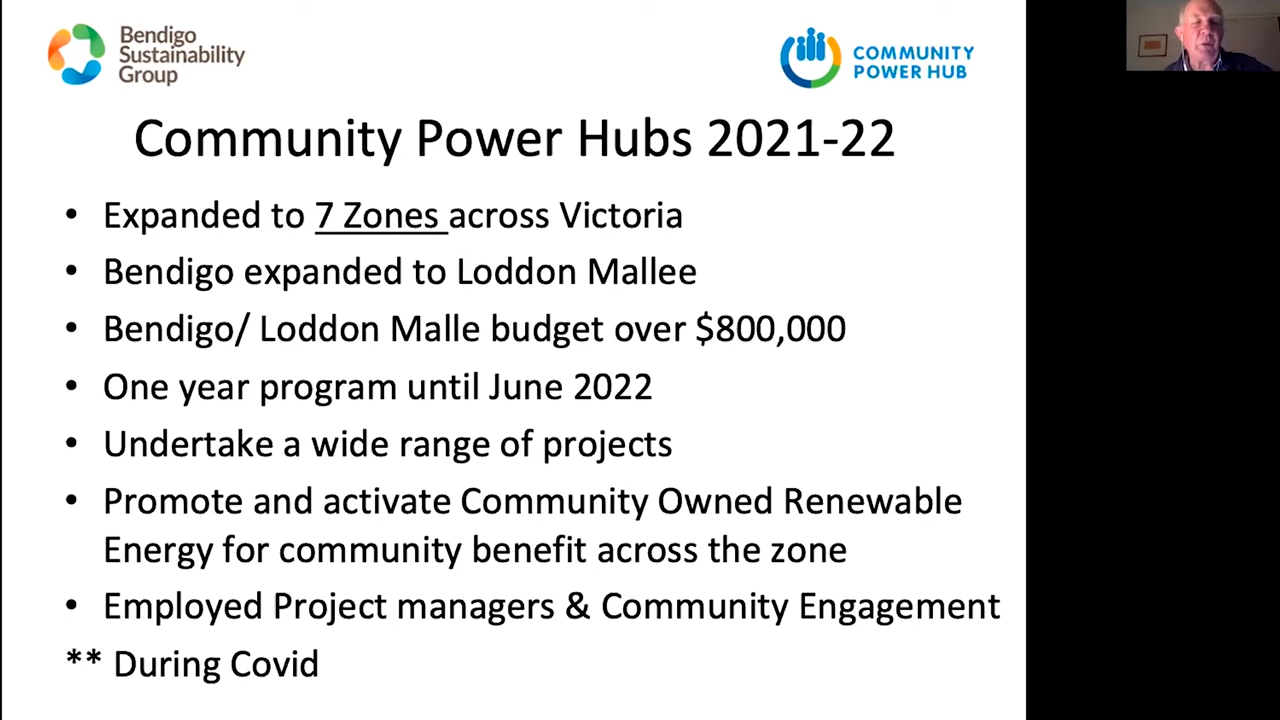 Bendigo
Sustainability
Group
COMMUNITY
POWER HUB
Community Power Hubs 2021-22
• Expanded to 7 Zones across Victoria
• Bendigo expanded to Loddon Mallee
• Bendigo/ Loddon Malle budget over $800,000
• One year program until June 2022
• Undertake a wide range of projects
• Promote and activate Community Owned Renewable
Energy for community benefit across the zone
• Employed Project managers & Community Engagement
** During Covid